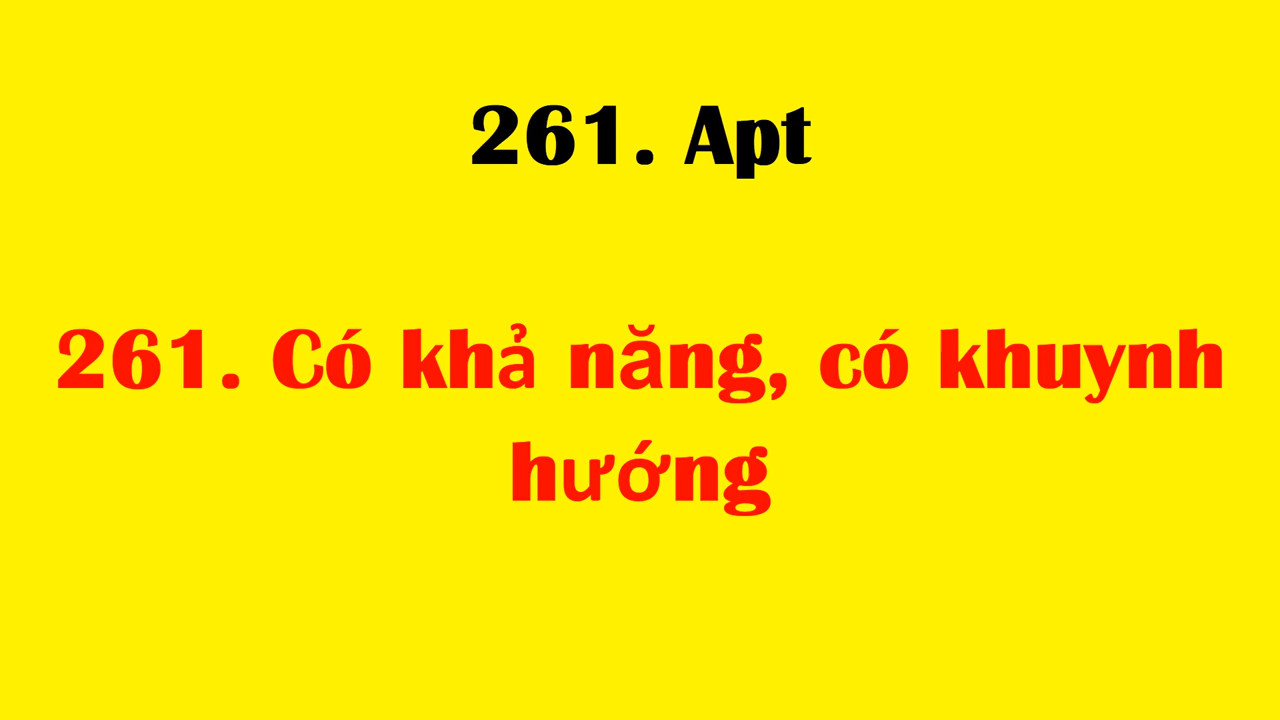 261. Apt
261. Có khả năng, có khuynh
hướng